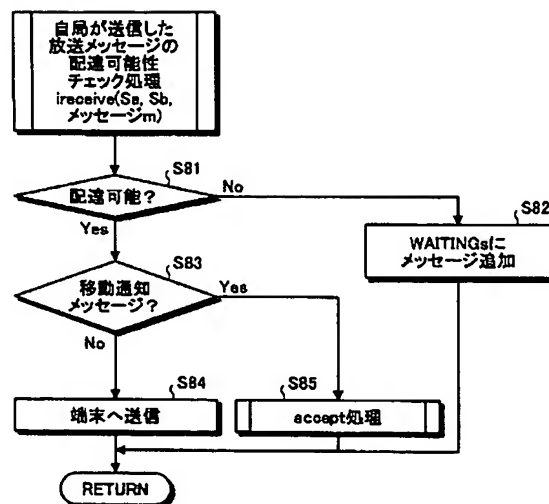 自局が送信した
放送メッセージの
配達可能性
チェック処理
ireceive(Sa, Sb,
メッセージm)
S81
配達可能?
No
Yes
S82
WAITINGsに
メッセージ追加
S83
移動通知
メッセージ?
Yes
No
S84
端末へ送信
S85
accept処理
RETURN